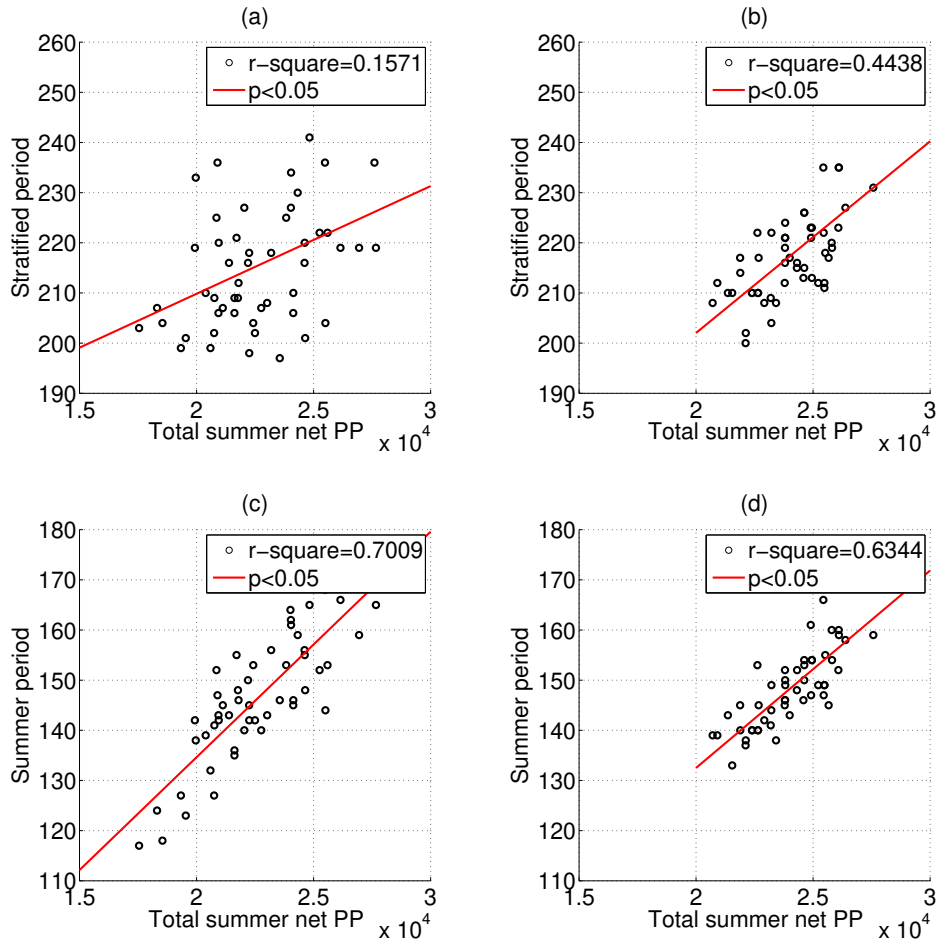 (a)
r-square=0.1571
p<0.05
Stratified period
260
250
240
230
220
210
200
190
1.5 2 2.5 3
Total summer net PP
x 10^4
(b)
r-square=0.4438
p<0.05
Stratified period
260
250
240
230
220
210
200
190
1.5 2 2.5 3
Total summer net PP
x 10^4
(c)
r-square=0.7009
p<0.05
Summer period
180
170
160
150
140
130
120
110
1.5 2 2.5 3
Total summer net PP
x 10^4
(d)
r-square=0.6344
p<0.05
Summer period
180
170
160
150
140
130
120
110
1.5 2 2.5 3
Total summer net PP
x 10^4